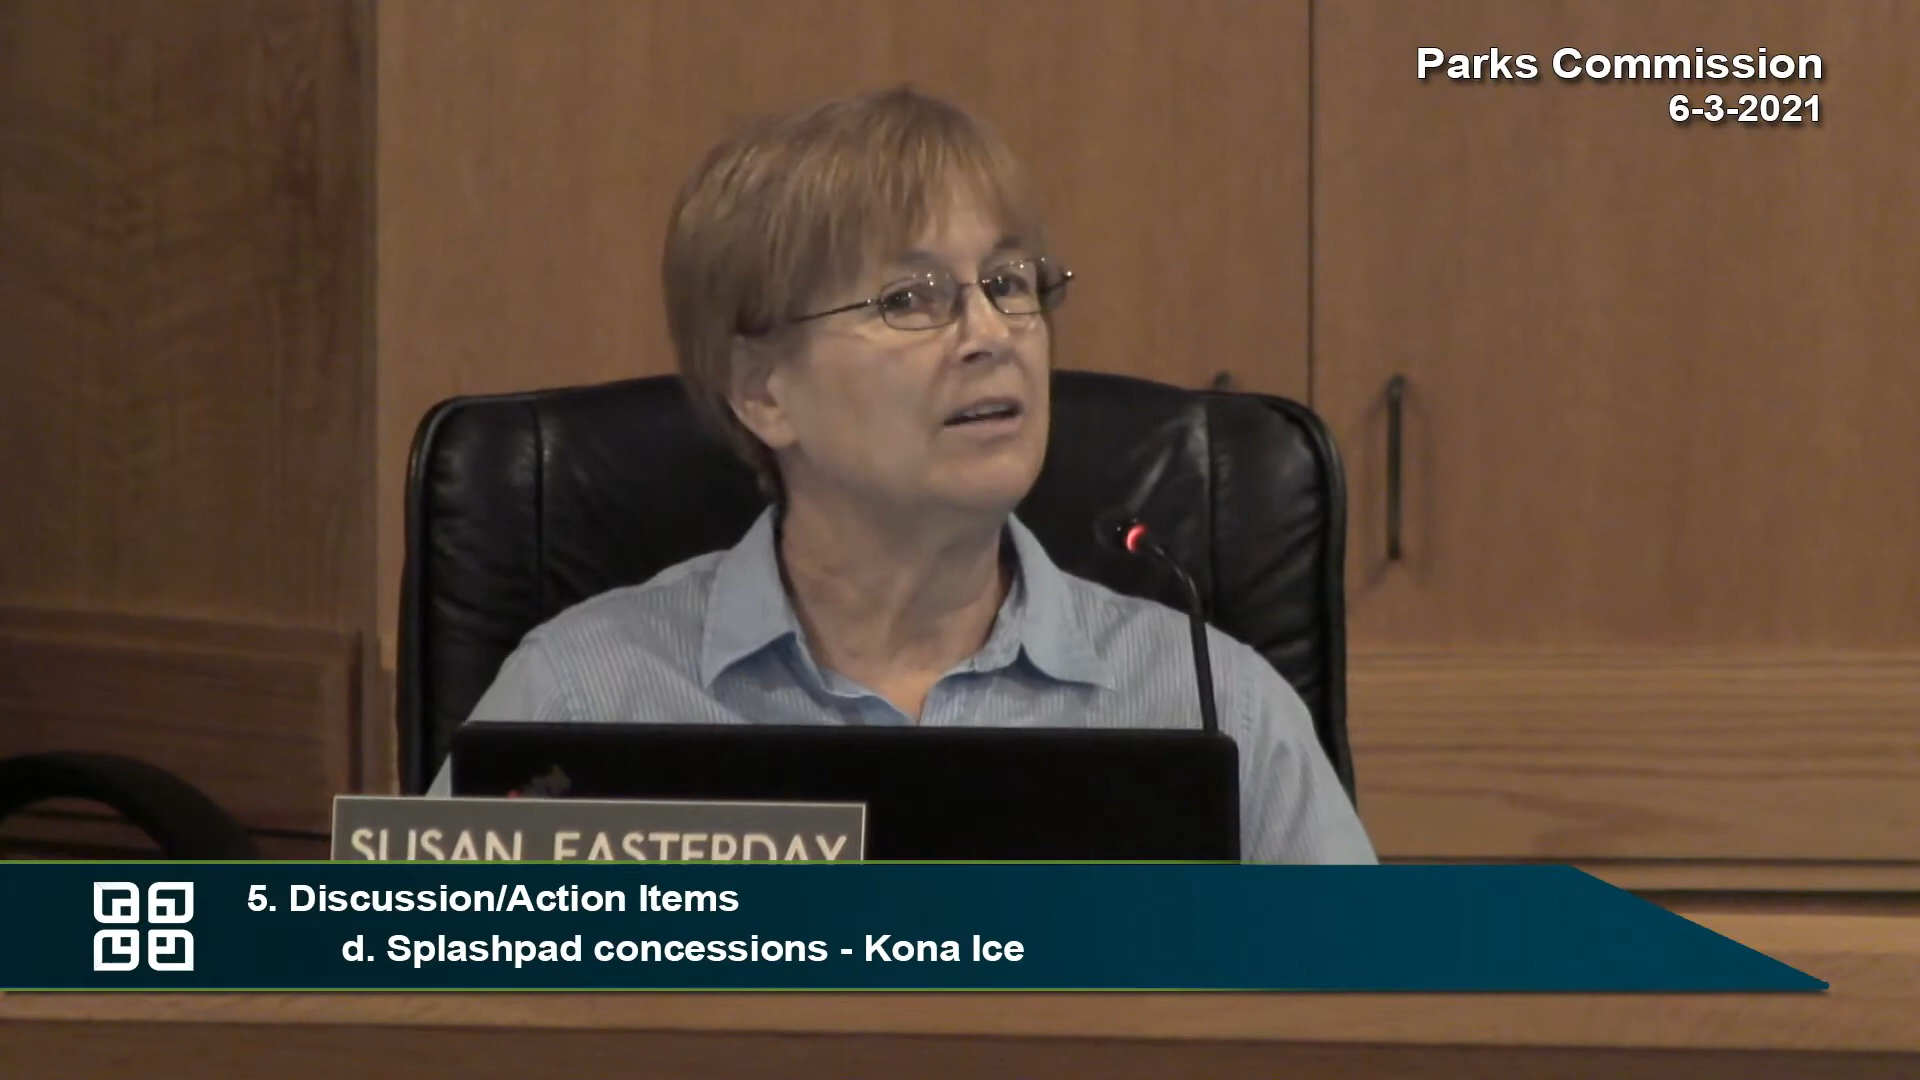 Parks Commission
6-3-2021
SUSAN EASTERDAY
5. Discussion/Action Items
d. Splashpad concessions - Kona Ice